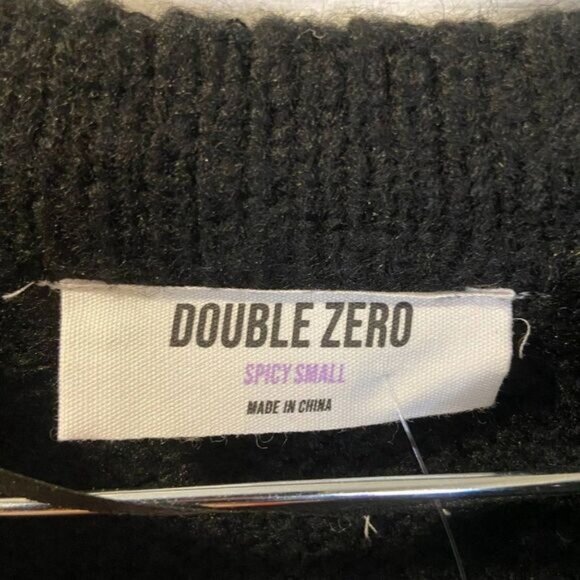 DOUBLE ZERO
SPICY SMALL
MADE IN CHINA